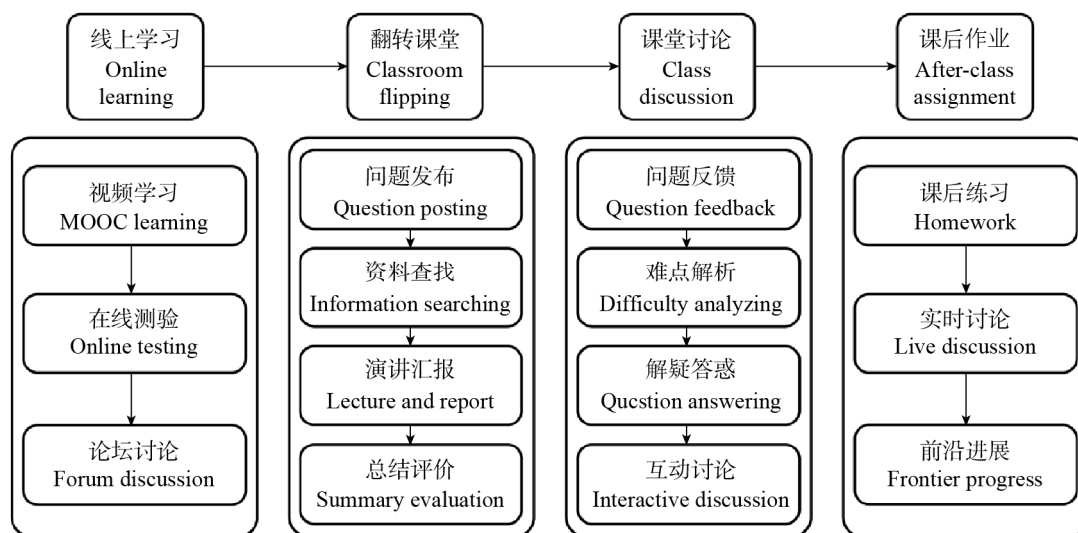 线上学习
Online
learning
翻转课堂
Classroom
flipping
课堂讨论
Class
discussion
课后作业
After-class
assignment
视频学习
MOOC learning
在线测验
Online testing
论坛讨论
Forum discussion
问题发布
Question posting
资料查找
Information searching
演讲汇报
Lecture and report
总结评价
Summary evaluation
问题反馈
Question feedback
难点解析
Difficulty analyzing
解疑答惑
Qucstion answering
互动讨论
Interactive discussion
课后练习
Homework
实时讨论
Live discussion
前沿进展
Frontier progress